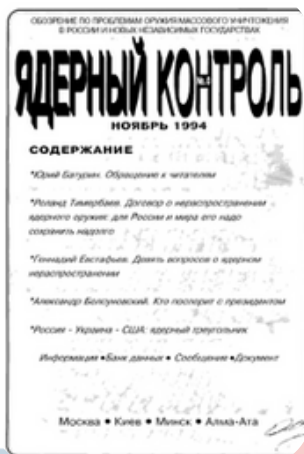 ОБОЗРЕНИЕ ПО ПРОБЛЕМАМ ОРУЖИЯ МАССОВОГО УНИЧТОЖЕНИЯ
В РОССИИ И НОВЫХ НЕЗАВИСИМЫХ ГОСУДАРСТВАХ
ЯДЕРНЫЙ КОНТРОЛЬ
НОЯБРЬ 1994
СОДЕРЖАНИЕ
*Юрий Батурин. Обращение к читателям
*Роланд Тимербаев. Договор о нераспространении
ядерного оружия: для России и мира его надо
сохранить надолго
*Геннадий Евстафьев. Девять вопросов о ядерном
нераспространении
*Александр Болсуновский. Кто поспорит с президентом
*Россия - Украина - США: ядерный треугольник
Информация •Банк данных • Сообщения •Документ
Москва • Киев • Минск • Алма-Ата